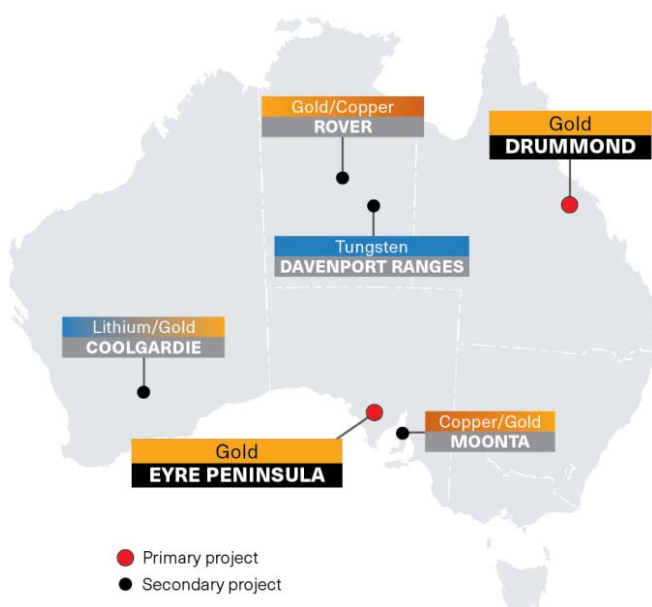 Gold/Copper
ROVER
Gold
DRUMMOND
Tungsten
DAVENPORT RANGES
Lithium/Gold
COOLGARDIE
Copper/Gold
MOONTA
Gold
EYRE PENINSULA
Primary project
Secondary project